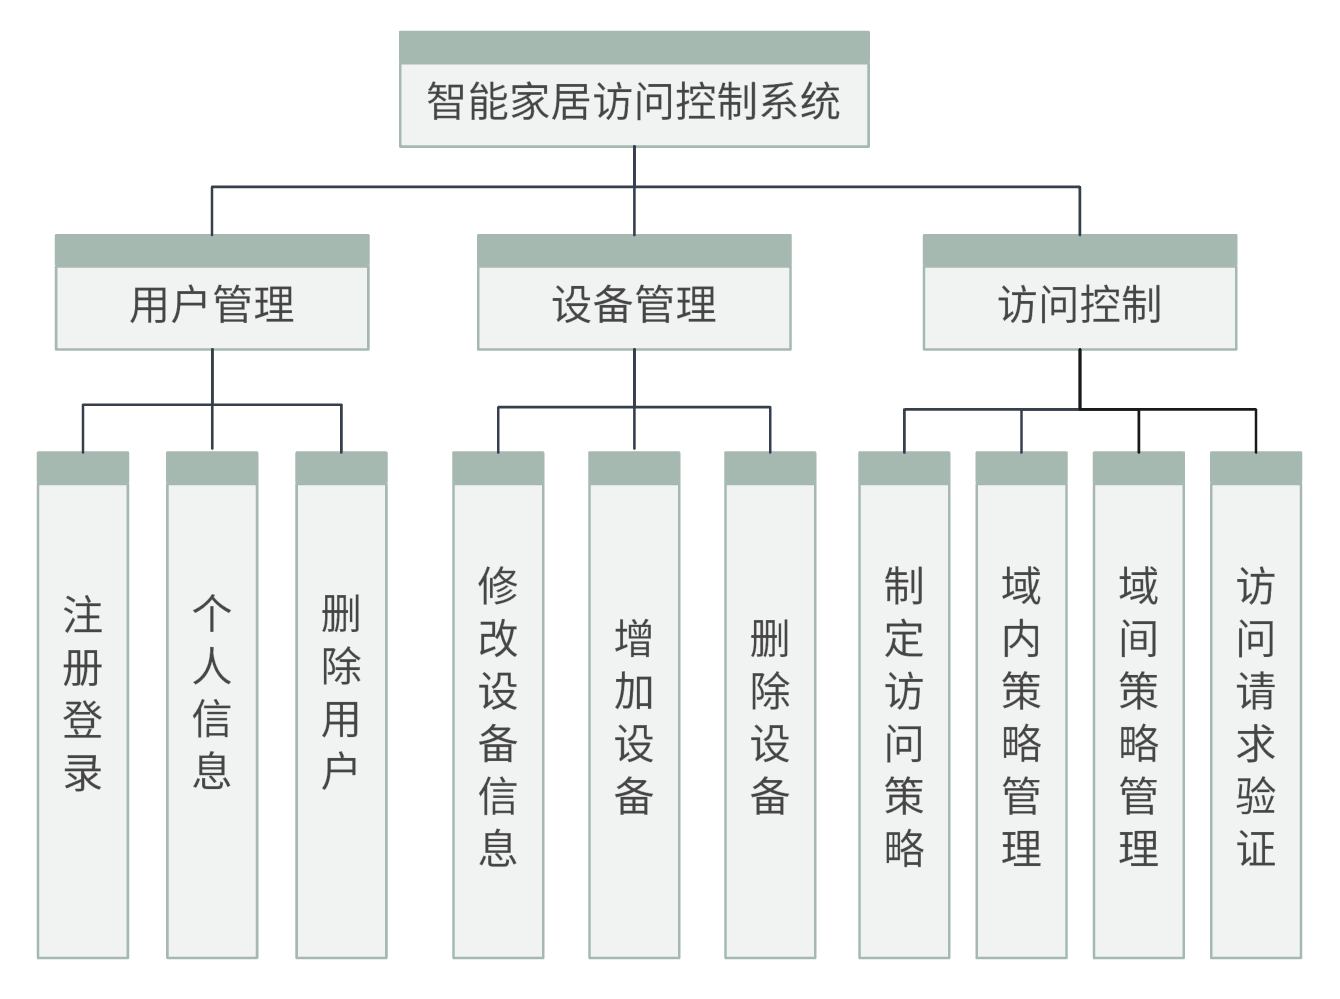 智能家居访问控制系统
用户管理
设备管理
访问控制
注册登录
个人信息
删除用户
修改设备信息
增加设备
删除设备
制定访问策略
域内策略管理
域间策略管理
访问请求验证